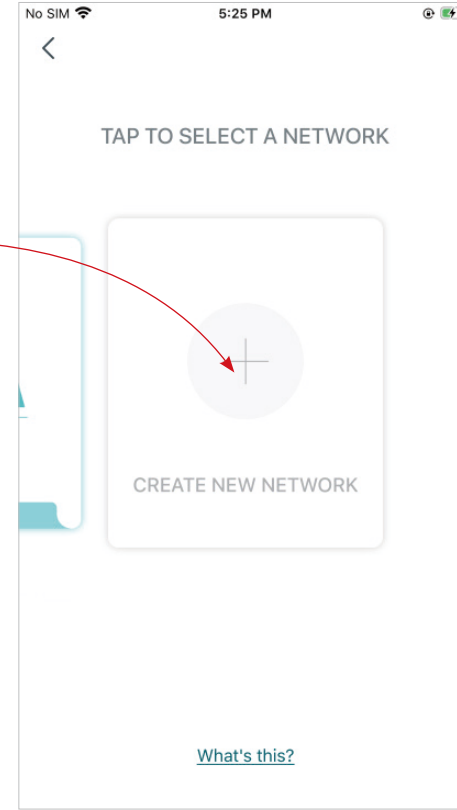 No SIM 5:25 PM
TAP TO SELECT A NETWORK
CREATE NEW NETWORK
What's this?